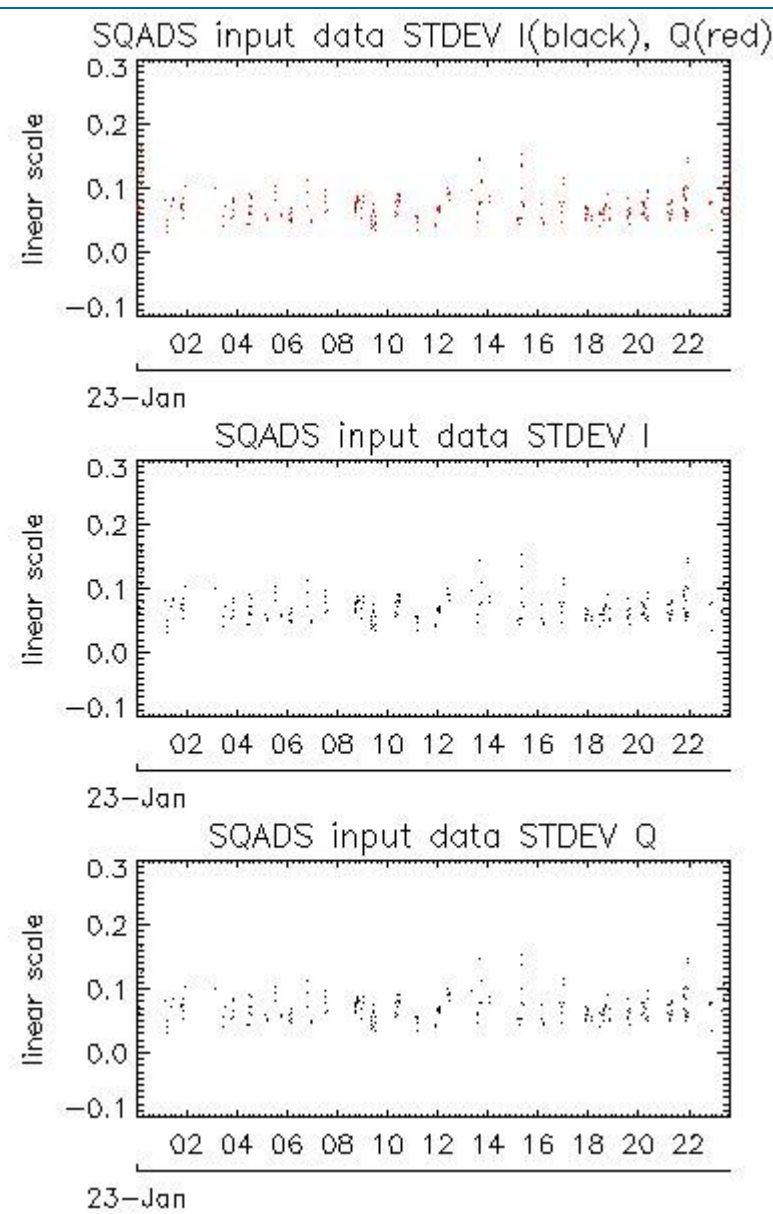 SQADS input data STDEV I(black), Q(red)
0.3
0.2
0.1
0.0
−0.1
linear scale
02 04 06 08 10 12 14 16 18 20 22
23−Jan
SQADS input data STDEV I
0.3
0.2
0.1
0.0
−0.1
linear scale
02 04 06 08 10 12 14 16 18 20 22
23−Jan
SQADS input data STDEV Q
0.3
0.2
0.1
0.0
−0.1
linear scale
02 04 06 08 10 12 14 16 18 20 22
23−Jan